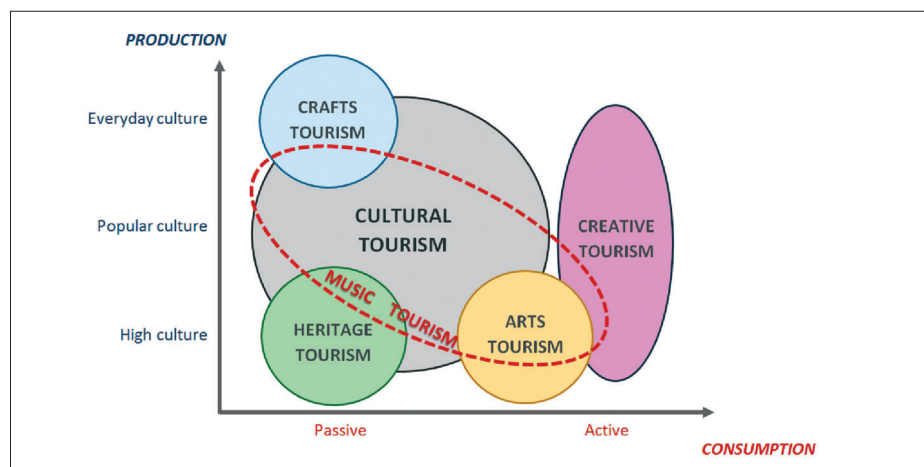 PRODUCTION
Everyday culture
CRAFTS
TOURISM
Popular culture
CULTURAL
TOURISM
CREATIVE
TOURISM
MUSIC TOURISM
High culture
HERITAGE
TOURISM
ARTS
TOURISM
Passive
Active
CONSUMPTION